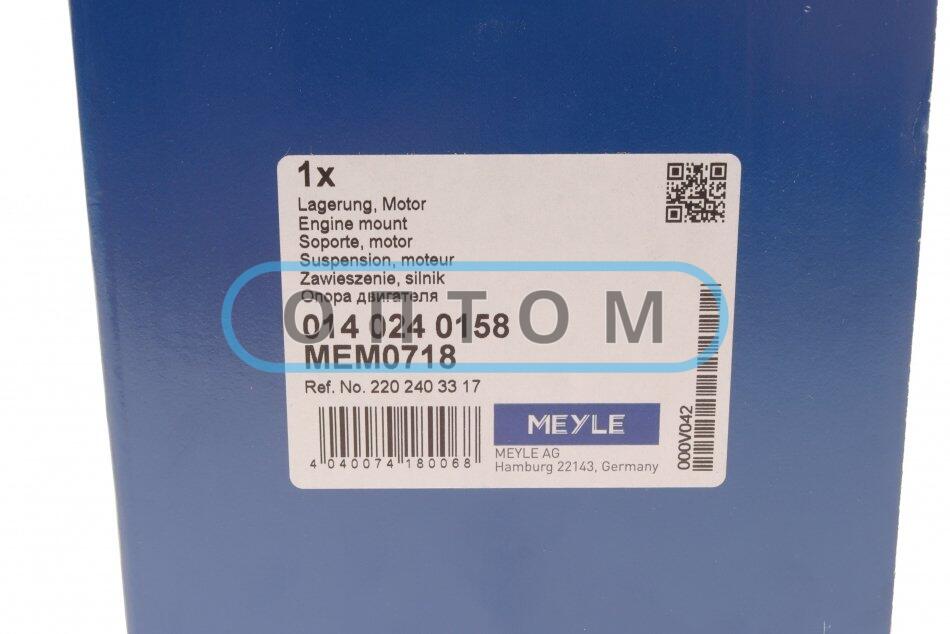 1x
Lagerung, Motor
Engine mount
Soporte, motor
Suspension, moteur
Zawieszenie, silnik
Опора двигателя
ОПТОМ
014 024 0158
MEM0718
Ref. No. 220 240 33 17
4 040074 180068
MEYLE
MEYLE AG
Hamburg 22143, Germany
000V042